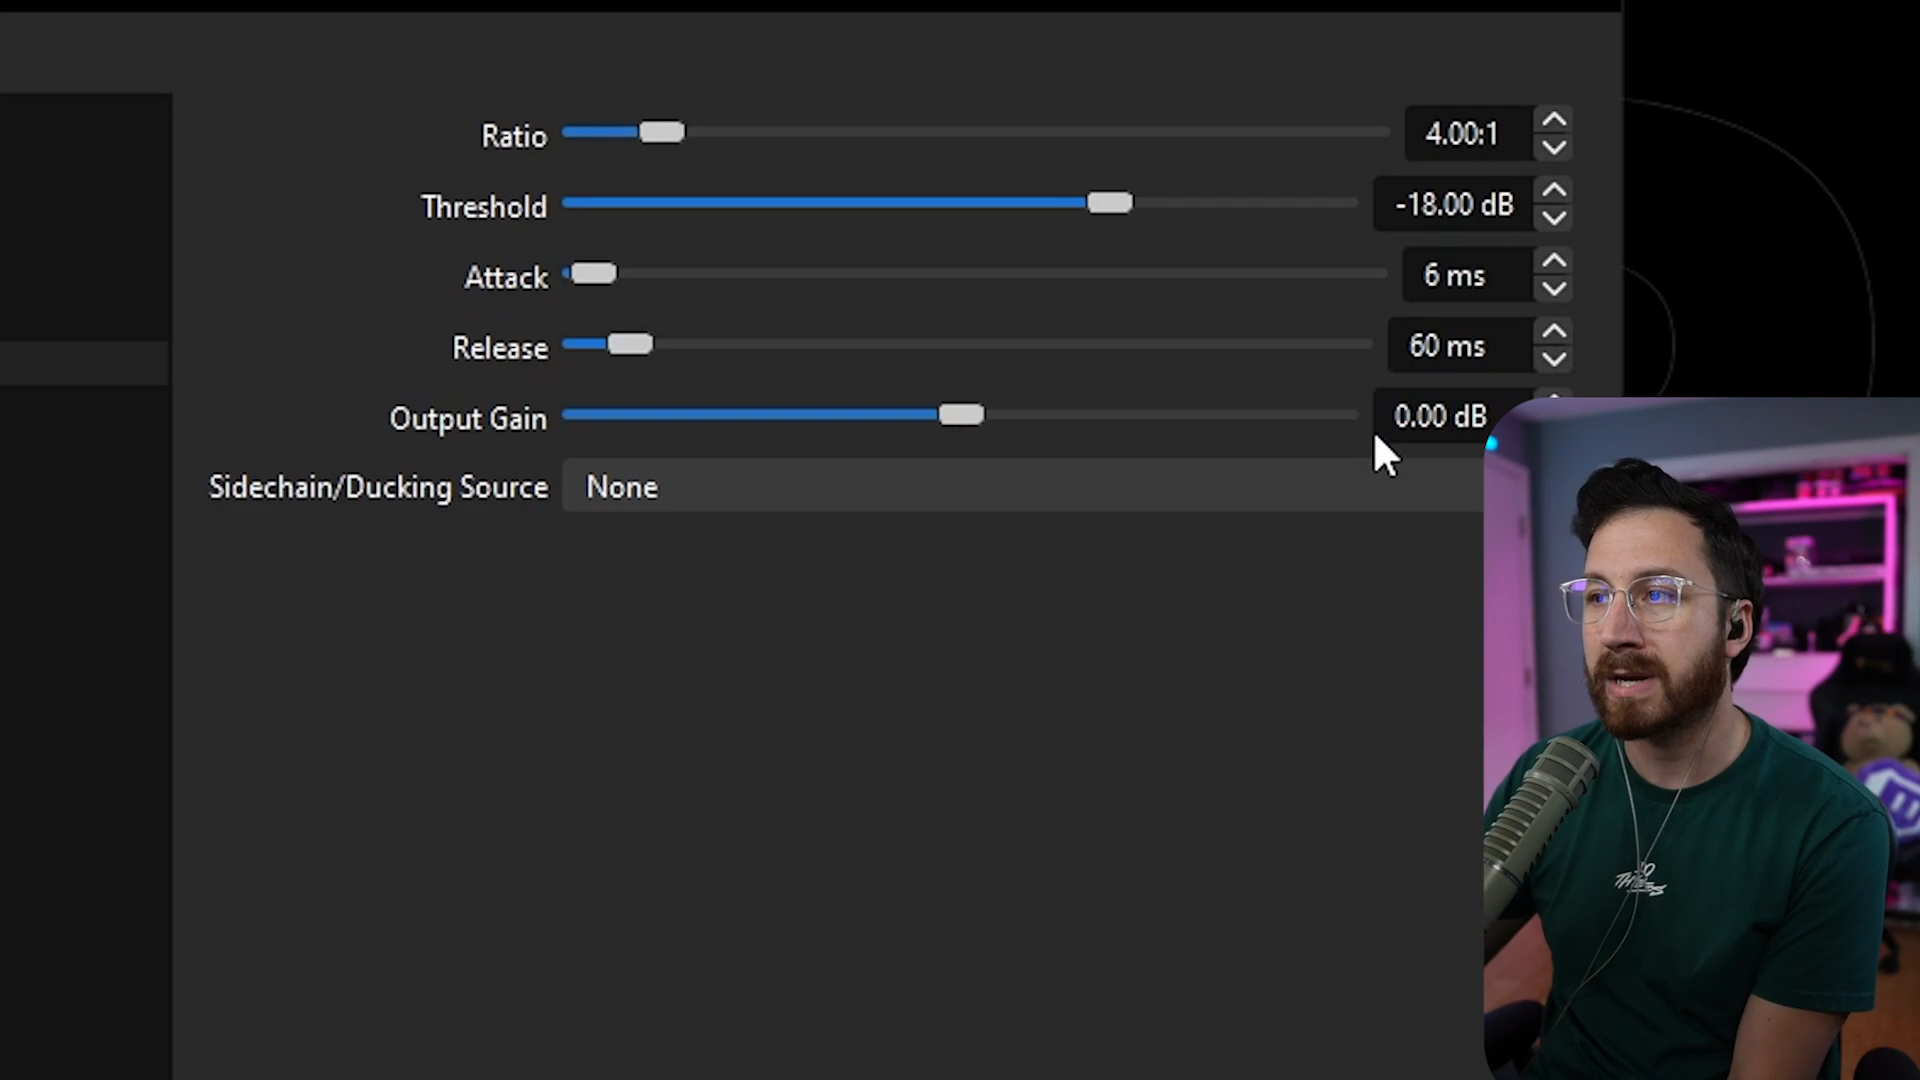 Ratio 4.00:1
Threshold -18.00 dB
Attack 6 ms
Release 60 ms
Output Gain 0.00 dB
Sidechain/Ducking Source None